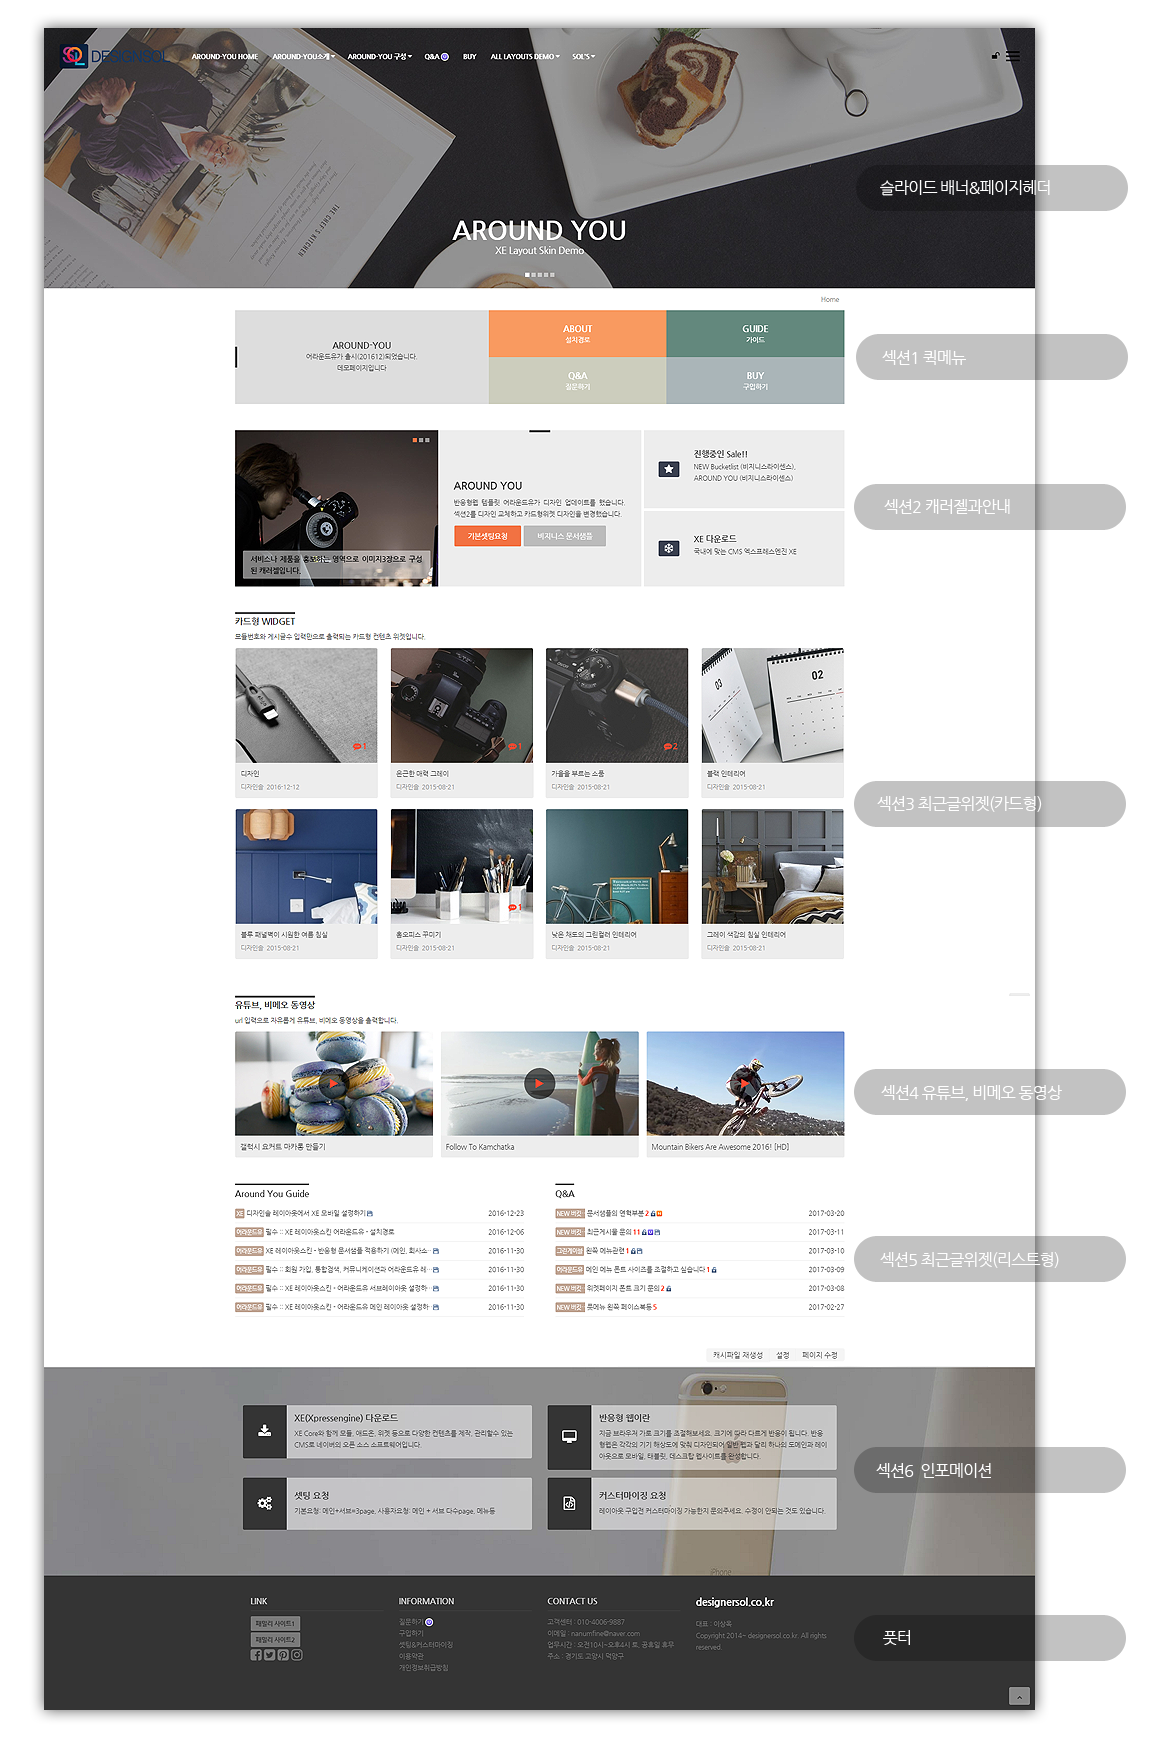 SOL DESIGNSOL
AROUND-YOU HOME AROUND-YOU소개 AROUND-YOU 구성 Q&A BUY ALL LAYOUTS DEMO SOL'S
THE CHEF'S KITCHEN
슬라이드 배너&페이지헤더
AROUND YOU
XE Layout Skin Demo
Home
AROUND-YOU
어라운드유가 출시(201612)되었습니다.
데모페이지입니다
ABOUT
설치경로
GUIDE
가이드
Q&A
질문하기
BUY
구입하기
섹션1 퀵메뉴
서비스나 제품을 홍보하는 영역으로 이미지3장으로 구성
된 캐러젤입니다.
AROUND YOU
반응형웹 템플릿 어라운드유가 디자인 업데이트를 했습니다.
섹션2를 디자인 교체하고 카드형위젯 디자인을 변경했습니다.
기본셋팅요청 비지니스 문서샘플
진행중인 Sale!!
NEW Bucketlist (비지니스라이센스),
AROUND YOU (비지니스라이센스)
XE 다운로드
국내에 맞는 CMS 엑스프레스엔진 XE
섹션2 캐러젤과안내
카드형 WIDGET
모듈번호와 게시글수 입력만으로 출력되는 카드형 컨텐츠 위젯입니다.
1 1 2
03 02
디자인
디자인솔 2016-12-12
은근한 매력 그레이
디자인솔 2015-08-21
가을을 부르는 소품
디자인솔 2015-08-21
블랙 인테리어
디자인솔 2015-08-21
섹션3 최근글위젯(카드형)
1
블루 패널벽이 시원한 여름 침실
디자인솔 2015-08-21
홈오피스 꾸미기
디자인솔 2015-08-21
낮은 채도의 그린컬러 인테리어
디자인솔 2015-08-21
그레이 색감의 침실 인테리어
디자인솔 2015-08-21
유튜브, 비메오 동영상
url 입력으로 자유롭게 유튜브, 비메오 동영상을 출력합니다.
갤럭시 요커트 마카롱 만들기
Follow To Kamchatka
Mountain Bikers Are Awesome 2016! [HD]
섹션4 유튜브, 비메오 동영상
Around You Guide
XE 디자인솔 레이아웃에서 XE 모바일 설정하기 2016-12-23
어라운드유 필수 :: XE 레이아웃스킨 어라운드유 - 설치경로 2016-12-06
어라운드유 XE 레이아웃스킨 - 반응형 문서샘플 적용하기 (메인, 회사소… 2016-11-30
어라운드유 필수 :: 회원 가입, 통합검색, 커뮤니케이션과 어라운드유 레… 2016-11-30
어라운드유 필수 :: XE 레이아웃스킨 - 어라운드유 서브레이아웃 설정하… 2016-11-30
어라운드유 필수 :: XE 레이아웃스킨 - 어라운드유 메인 레이아웃 설정하… 2016-11-30
Q&A
NEW 버킷… 문서샘플의 연혁부분 2 2017-03-20
NEW 버킷… 최근게시물 문의 11 2017-03-11
그린게이블 왼쪽 메뉴관련 1 2017-03-10
어라운드유 메인 메뉴 폰트 사이즈를 조절하고 싶습니다 1 2017-03-09
NEW 버킷… 위젯페이지 폰트 크기 문의 2 2017-03-08
NEW 버킷… 풋메뉴 왼쪽 페이스북등 5 2017-02-27
섹션5 최근글위젯(리스트형)
캐시파일 재생성 설정 페이지 수정
XE(Xpressengine) 다운로드
XE Core와 함께 모듈, 애드온, 위젯 등으로 다양한 컨텐츠를 제작, 관리할수 있는
CMS로 네이버의 오픈 소스 소프트웨어입니다.
반응형 웹이란
지금 브라우저 가로 크기를 조절해보세요. 크기에 따라 다르게 반응이 됩니다. 반응
형웹은 각각의 기기 해상도에 맞춰 디자인되어 일반 웹과 달리 하나의 도메인과 레이
아웃으로 모바일, 태블릿, 데스크탑 웹사이트를 완성합니다.
셋팅 요청
기본요청: 메인+서브=3page, 사용자요청: 메인 + 서브 다수page, 메뉴등
커스터마이징 요청
레이아웃 구입전 커스터마이징 가능한지 문의주세요. 수정이 안되는 것도 있습니다.
섹션6 인포메이션
iPhone
LINK
패밀리 사이트1
패밀리 사이트2
INFORMATION
질문하기
구입하기
셋팅&커스터마이징
이용약관
개인정보취급방침
CONTACT US
고객센터 : 010-4006-9887
이메일 : nanumfine@naver.com
업무시간 : 오전10시~오후4시 토, 공휴일 휴무
주소 : 경기도 고양시 덕양구
designersol.co.kr
대표 : 이상목
Copyright 2014~ designersol.co.kr. All rights
reserved.
풋터